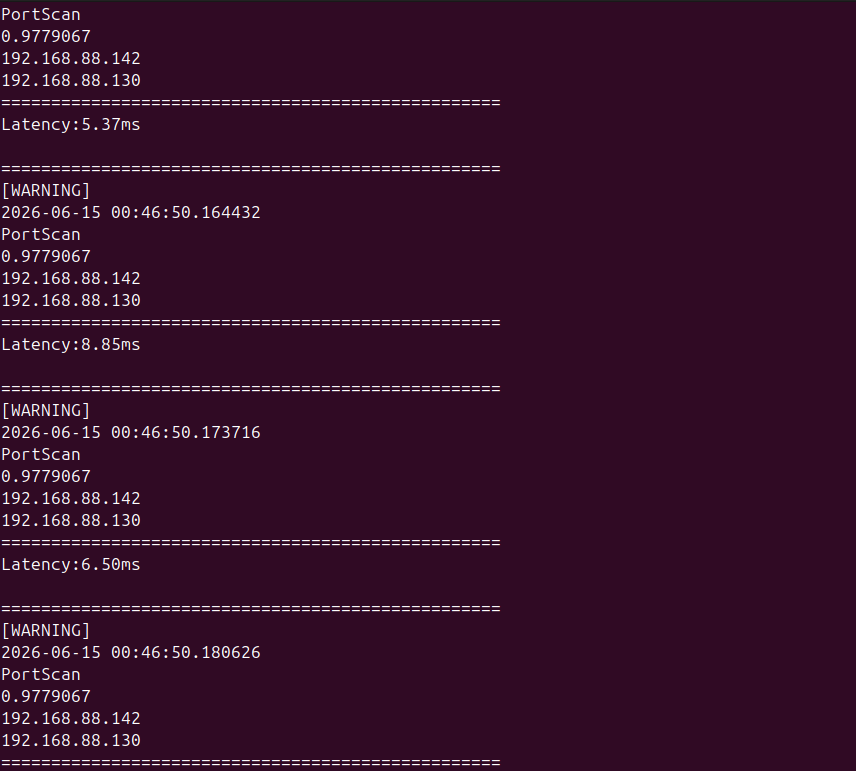 PortScan
0.9779067
192.168.88.142
192.168.88.130
==================================================
Latency:5.37ms
==================================================
[WARNING]
2026-06-15 00:46:50.164432
PortScan
0.9779067
192.168.88.142
192.168.88.130
==================================================
Latency:8.85ms
==================================================
[WARNING]
2026-06-15 00:46:50.173716
PortScan
0.9779067
192.168.88.142
192.168.88.130
==================================================
Latency:6.50ms
==================================================
[WARNING]
2026-06-15 00:46:50.180626
PortScan
0.9779067
192.168.88.142
192.168.88.130
==================================================